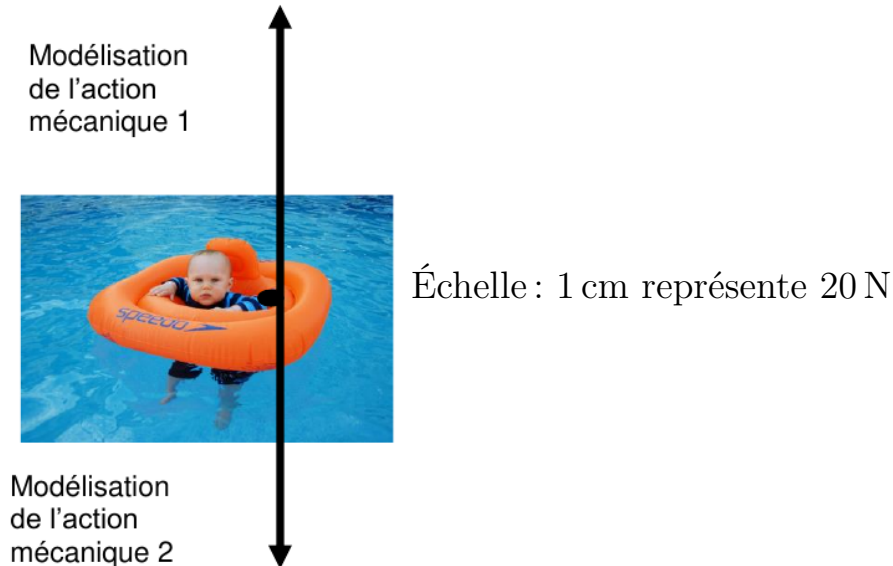 Modélisation
de l'action
mécanique 1
speedo
Échelle : 1 cm représente 20 N
Modélisation
de l'action
mécanique 2